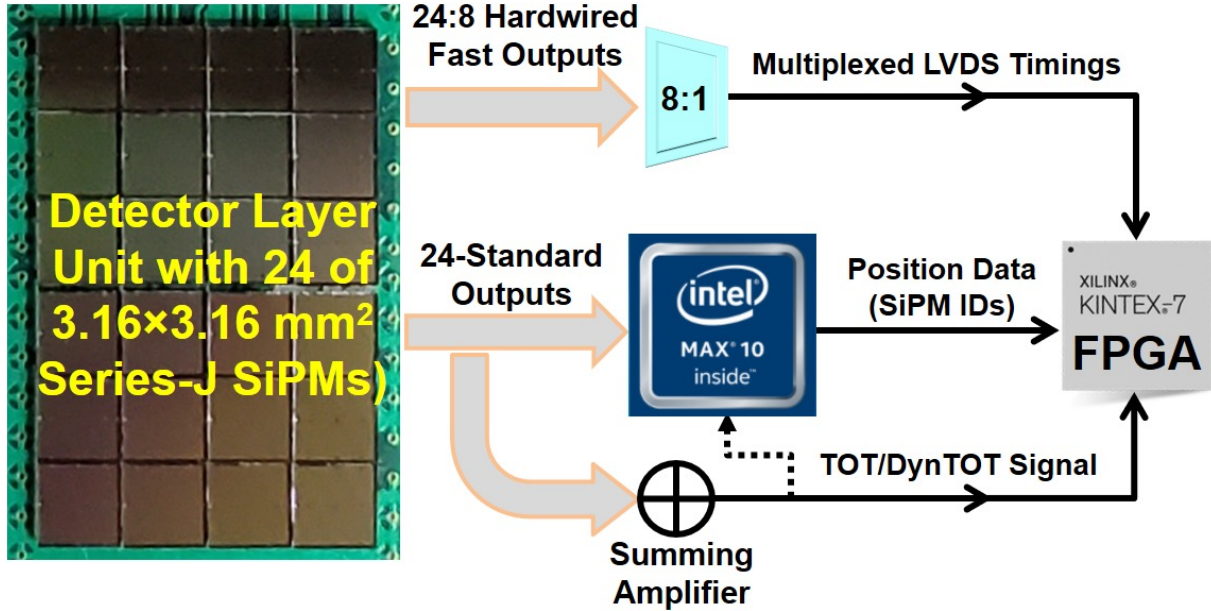 24:8 Hardwired
Fast Outputs
8:1
Multiplexed LVDS Timings
Detector Layer
Unit with 24 of
3.16×3.16 mm²
Series-J SiPMs)
24-Standard
Outputs
intel®
MAX® 10
inside™
Position Data
(SiPM IDs)
XILINX®
KINTEX®-7
FPGA
TOT/DynTOT Signal
Summing
Amplifier